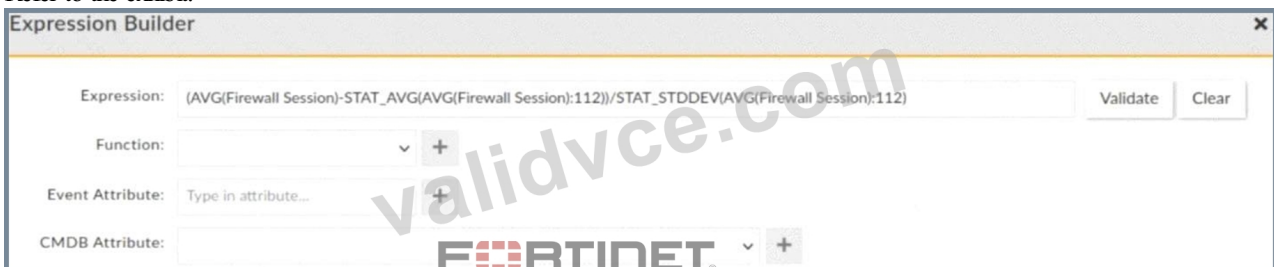 Refer to the exhibit.
Expression Builder
Expression: (AVG(Firewall Session)-STAT_AVG(AVG(Firewall Session):112))/STAT_STDDEV(AVG(Firewall Session):112) Validate Clear
Function:
Event Attribute: Type in attribute...
CMDB Attribute:
validvce.com
FORTINET